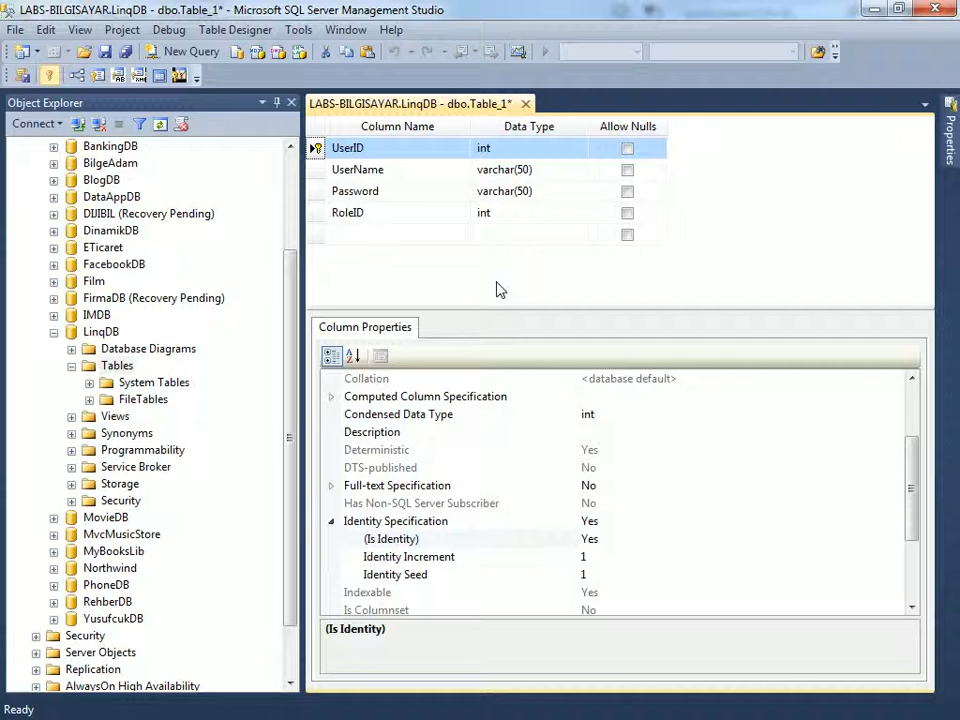 LABS-BILGISAYAR.LinqDB - dbo.Table_1* - Microsoft SQL Server Management Studio
File Edit View Project Debug Table Designer Tools Window Help
New Query
Object Explorer
Connect
BankingDB
BilgeAdam
BlogDB
DataAppDB
DIJIBIL (Recovery Pending)
DinamikDB
ETicaret
FacebookDB
Film
FirmaDB (Recovery Pending)
IMDB
LinqDB
Database Diagrams
Tables
System Tables
FileTables
Views
Synonyms
Programmability
Service Broker
Storage
Security
MovieDB
MvcMusicStore
MyBooksLib
Northwind
PhoneDB
RehberDB
YusufcukDB
Security
Server Objects
Replication
AlwaysOn High Availability
LABS-BILGISAYAR.LinqDB - dbo.Table_1*
Column Name Data Type Allow Nulls
UserID int
UserName varchar(50)
Password varchar(50)
RoleID int
Column Properties
Collation <database default>
Computed Column Specification
Condensed Data Type int
Description
Deterministic Yes
DTS-published No
Full-text Specification No
Has Non-SQL Server Subscriber No
Identity Specification Yes
(Is Identity) Yes
Identity Increment 1
Identity Seed 1
Indexable Yes
Is Columnset No
(Is Identity)
Properties
Ready